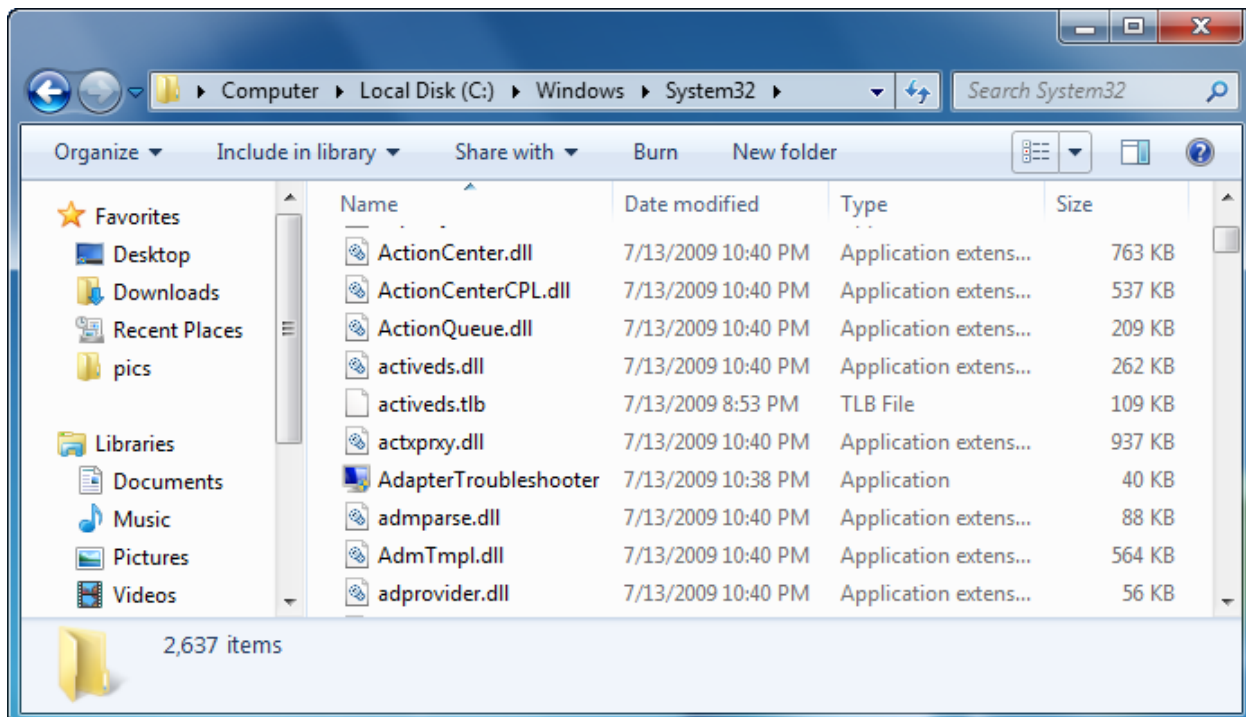 Computer Local Disk (C:) Windows System32 Search System32
Organize Include in library Share with Burn New folder
Favorites
Desktop
Downloads
Recent Places
pics
Libraries
Documents
Music
Pictures
Videos
Name Date modified Type Size
ActionCenter.dll 7/13/2009 10:40 PM Application extens... 763 KB
ActionCenterCPL.dll 7/13/2009 10:40 PM Application extens... 537 KB
ActionQueue.dll 7/13/2009 10:40 PM Application extens... 209 KB
activeds.dll 7/13/2009 10:40 PM Application extens... 262 KB
activeds.tlb 7/13/2009 8:53 PM TLB File 109 KB
actxprxy.dll 7/13/2009 10:40 PM Application extens... 937 KB
AdapterTroubleshooter 7/13/2009 10:38 PM Application 40 KB
admparse.dll 7/13/2009 10:40 PM Application extens... 88 KB
AdmTmpl.dll 7/13/2009 10:40 PM Application extens... 564 KB
adprovider.dll 7/13/2009 10:40 PM Application extens... 56 KB
2,637 items